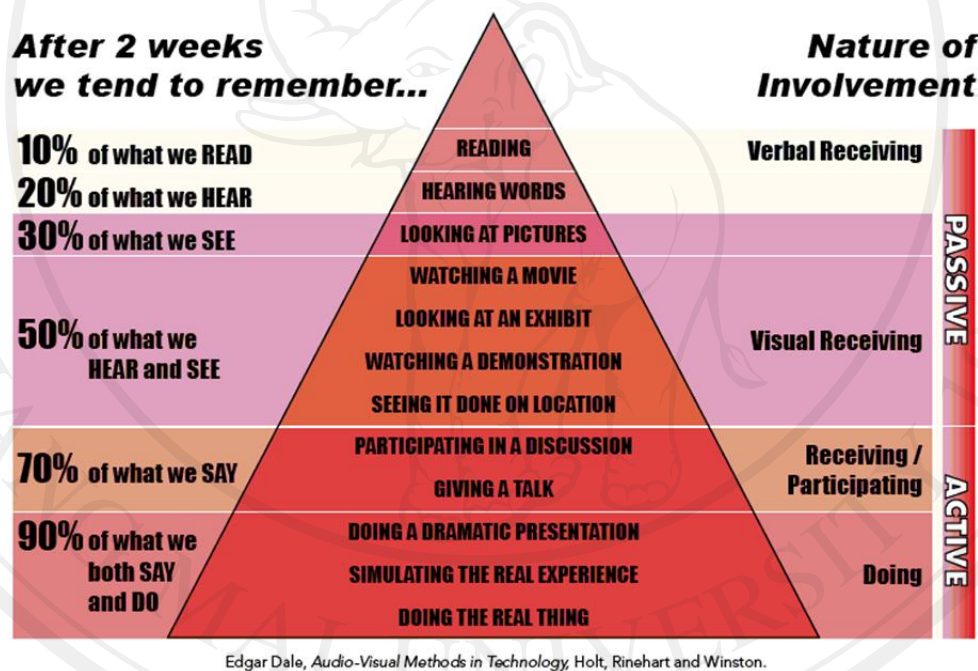 After 2 weeks
we tend to remember...
Nature of
Involvement
10% of what we READ
READING
Verbal Receiving
20% of what we HEAR
HEARING WORDS
30% of what we SEE
LOOKING AT PICTURES
WATCHING A MOVIE
LOOKING AT AN EXHIBIT
50% of what we
HEAR and SEE
Visual Receiving
WATCHING A DEMONSTRATION
SEEING IT DONE ON LOCATION
PASSIVE
70% of what we SAY
PARTICIPATING IN A DISCUSSION
GIVING A TALK
Receiving /
Participating
90% of what we
both SAY
and DO
DOING A DRAMATIC PRESENTATION
SIMULATING THE REAL EXPERIENCE
DOING THE REAL THING
Doing
ACTIVE
Edgar Dale, Audio-Visual Methods in Technology, Holt, Rinehart and Winston.